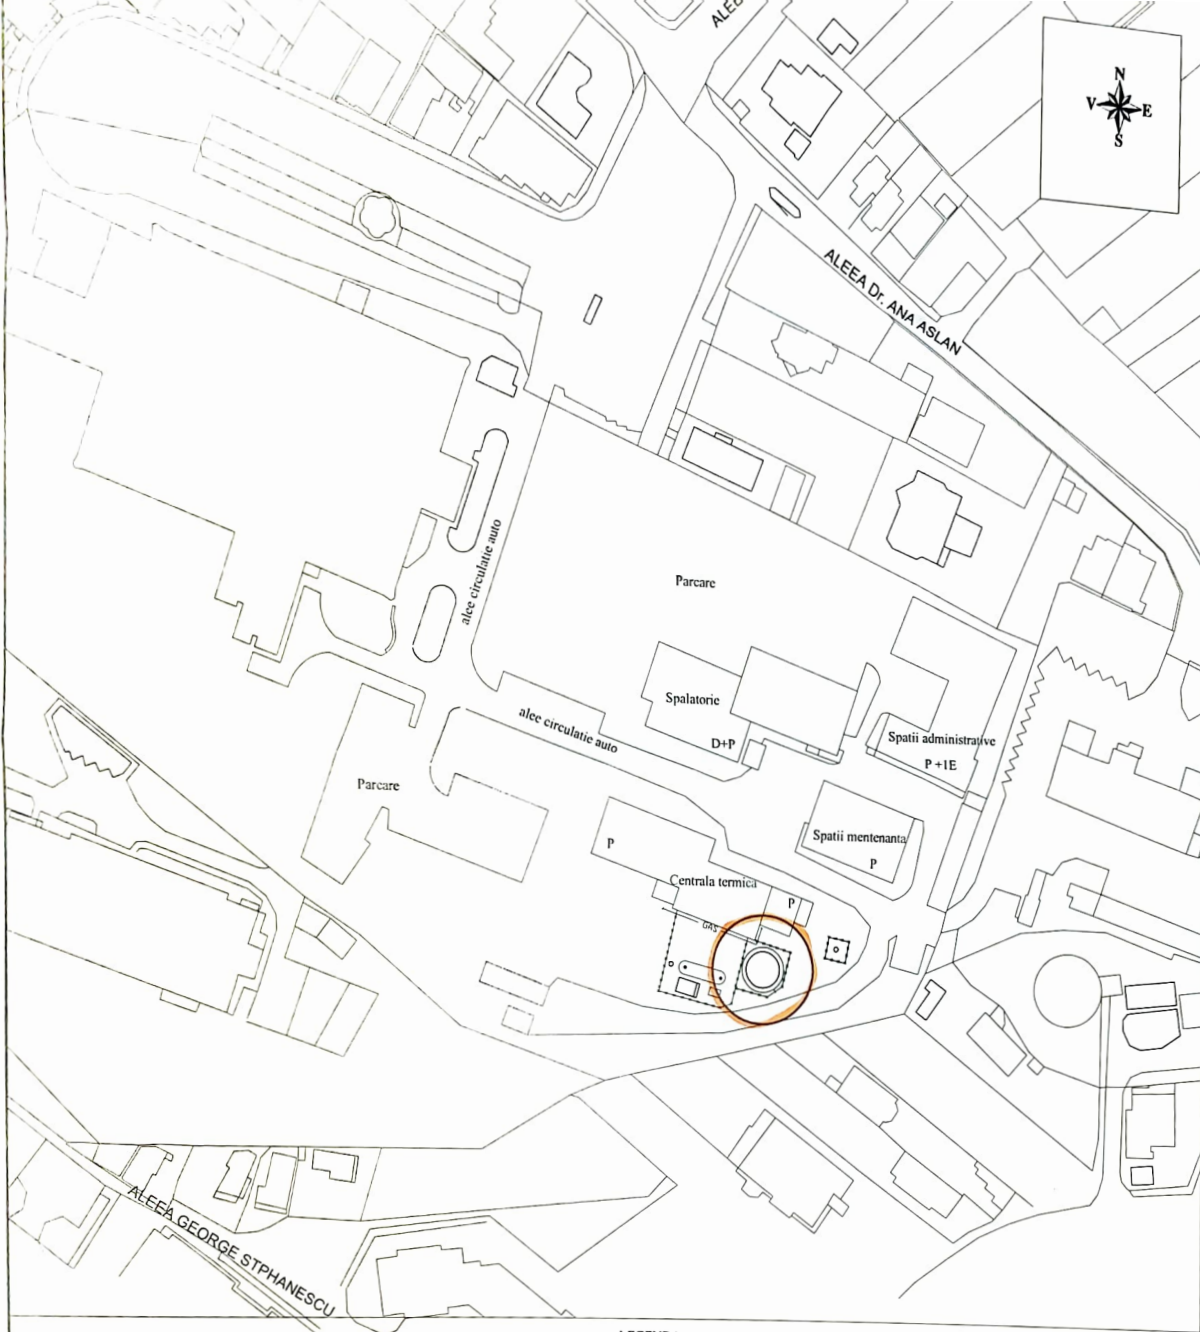 ALEE
N
V E
S
ALEEA Dr. ANA ASLAN
alee circulatie auto
Parcare
Spalatorie
alee circulatie auto
D+P
Spatii administrative
P +1E
Parcare
Spatii mentenanta
P
P
Centrala termica
P
GAZ
ALEEA GEORGE STPHANESCU